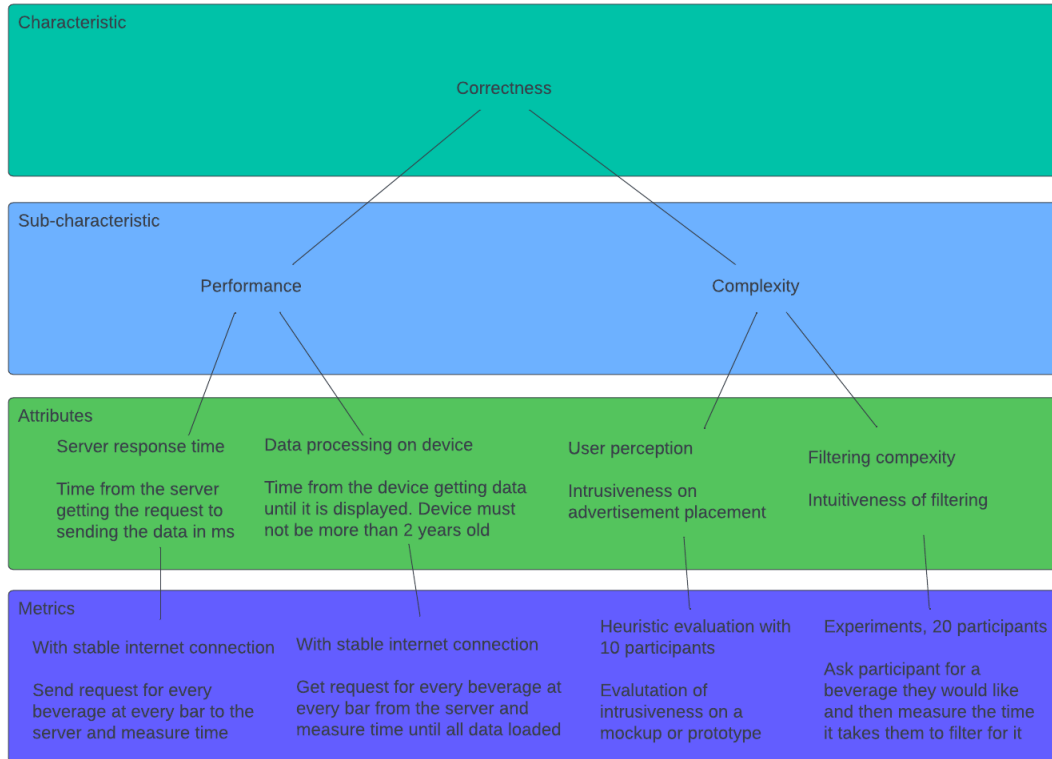 Characteristic
Correctness
Sub-characteristic
Performance
Complexity
Attributes
Server response time
Time from the server
getting the request to
sending the data in ms
Data processing on device
Time from the device getting data
until it is displayed. Device must
not be more than 2 years old
User perception
Intrusiveness on
advertisement placement
Filtering compexity
Intuitiveness of filtering
Metrics
With stable internet connection
Send request for every
beverage at every bar to the
server and measure time
With stable internet connection
Get request for every beverage at
every bar from the server and
measure time until all data loaded
Heuristic evaluation with
10 participants
Evalutation of
intrusiveness on a
mockup or prototype
Experiments, 20 participants
Ask participant for a
beverage they would like
and then measure the time
it takes them to filter for it